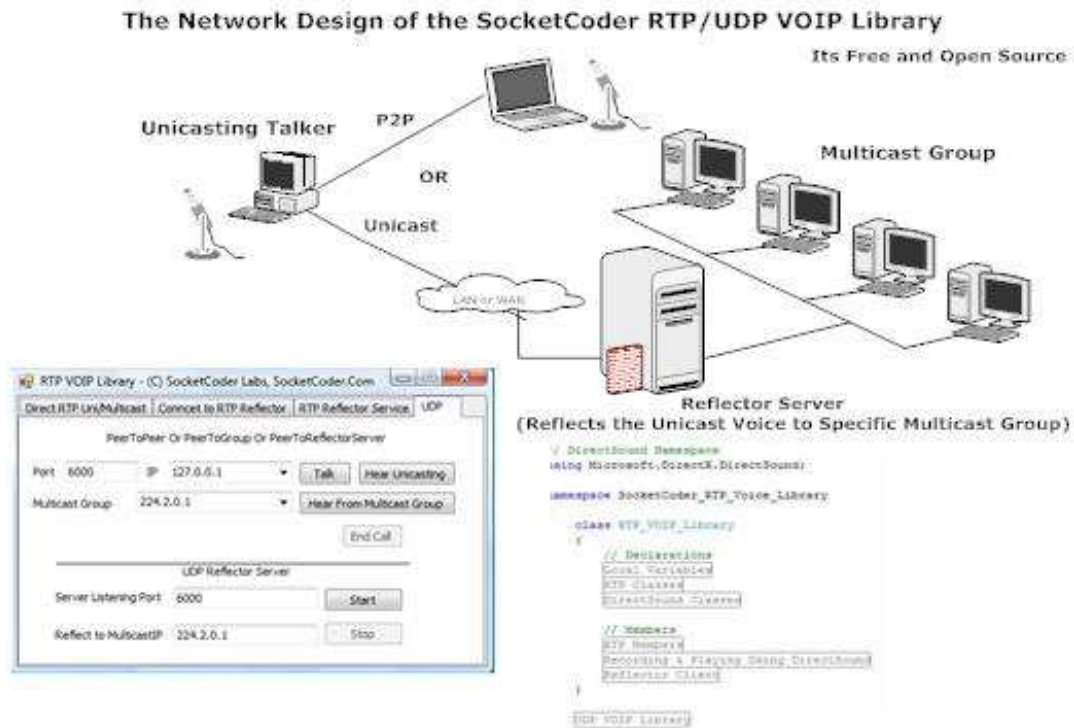 The Network Design of the SocketCoder RTP/UDP VOIP Library
Its Free and Open Source
Unicasting Talker
P2P
OR
Unicast
Multicast Group
LAN or WAN
Reflector Server
(Reflects the Unicast Voice to Specific Multicast Group)
RTP VOIP Library - (C) SocketCoder Labs, SocketCoder.Com
Direct RTP Uni/Multicast
Conncet to RTP Reflector
RTP Reflector Service
UDP
PeerToPeer Or PeerToGroup Or PeerToReflectorServer
Port 6000 IP 127.0.0.1 Talk Hear Unicasting
Multicast Group 224.2.0.1 Hear From Multicast Group
End Call
UDP Reflector Server
Server Listening Port 6000 Start
Reflect to MulticastIP 224.2.0.1 Stop
// DirectSound Namespace
using Microsoft.DirectX.DirectSound;
namespace SocketCoder_RTP_Voice_Library
class RTP_VOIP_Library
{
// Declarations
Local Variables
RTP Classes
DirectSound Classes
// Members
RTP Members
Recording & Playing Using DirectSound
Reflector Client
}
UDP VOIP Library